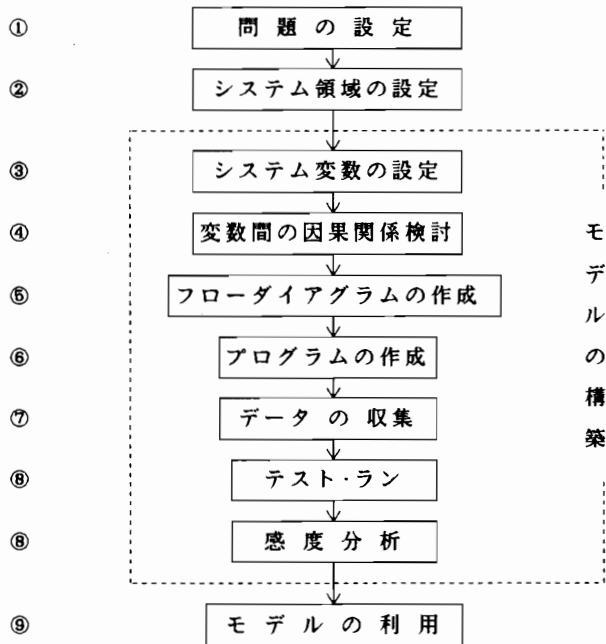 ① 問題の設定
② システム領域の設定
③ システム変数の設定
④ 変数間の因果関係検討
⑤ フローダイアグラムの作成
⑥ プログラムの作成
⑦ データの収集
⑧ テスト・ラン
⑧ 感度分析
⑨ モデルの利用
モデルの構築